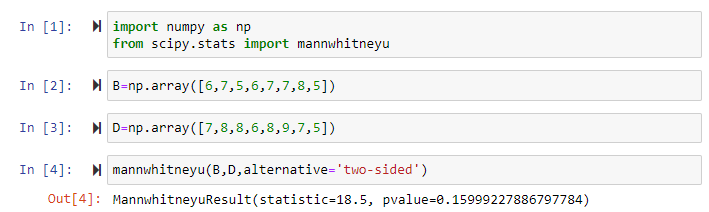 In [1]: import numpy as np
from scipy.stats import mannwhitneyu
In [2]: B=np.array([6,7,5,6,7,7,8,5])
In [3]: D=np.array([7,8,8,6,8,9,7,5])
In [4]: mannwhitneyu(B,D,alternative='two-sided')
Out[4]: MannwhitneyuResult(statistic=18.5, pvalue=0.15999227886797784)